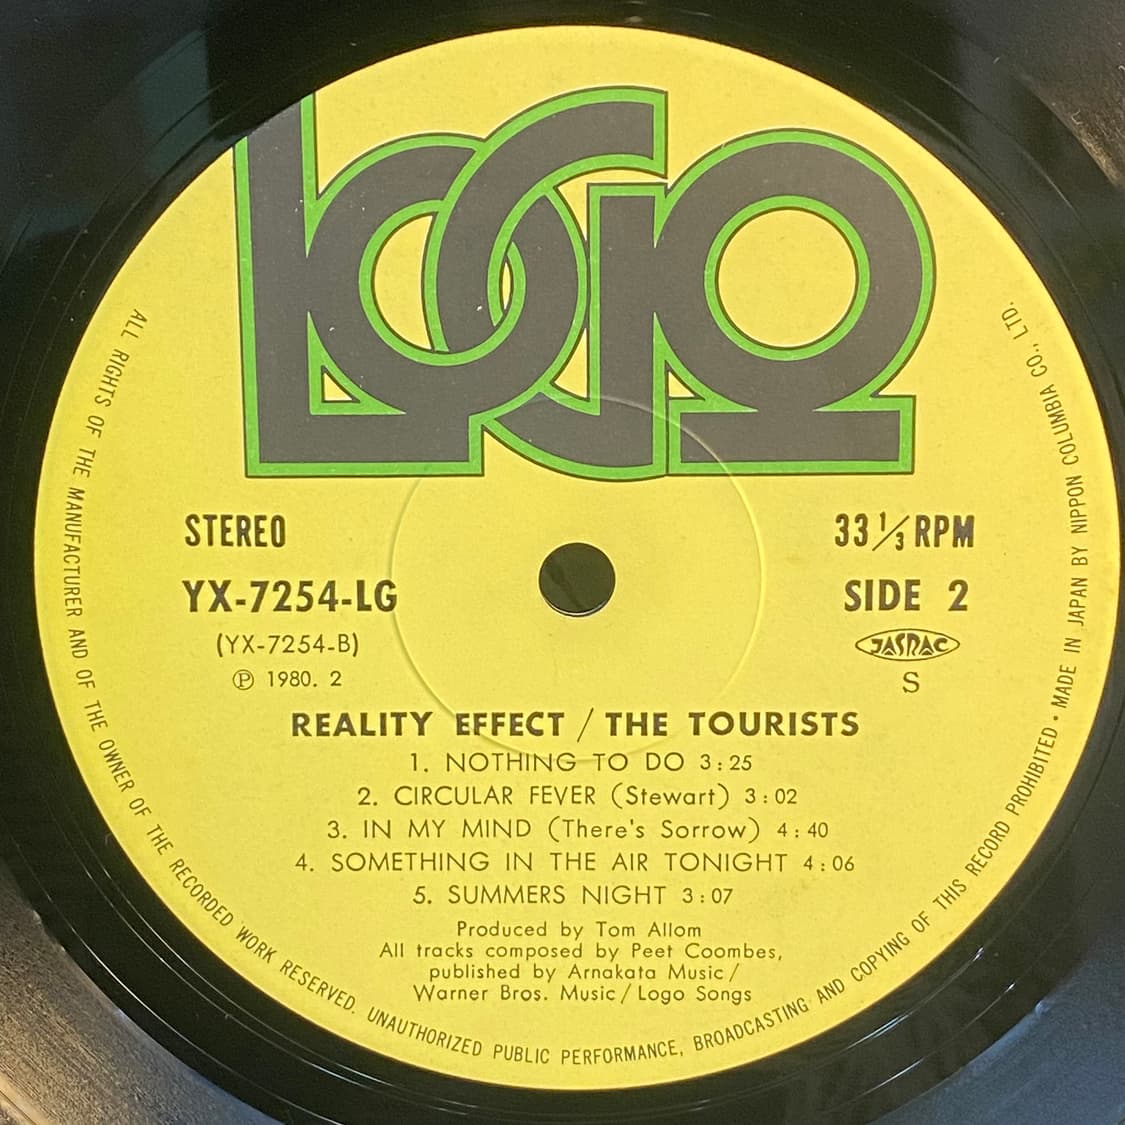 LOGO
STEREO
33 1/3 RPM
YX-7254-LG
SIDE 2
(YX-7254-B)
JASRAC
Ⓟ 1980. 2
S
REALITY EFFECT / THE TOURISTS
1. NOTHING TO DO 3:25
2. CIRCULAR FEVER (Stewart) 3:02
3. IN MY MIND (There's Sorrow) 4:40
4. SOMETHING IN THE AIR TONIGHT 4:06
5. SUMMERS NIGHT 3:07
Produced by Tom Allom
All tracks composed by Peet Coombes,
published by Arnakata Music /
Warner Bros. Music / Logo Songs
ALL RIGHTS OF THE MANUFACTURER AND OF THE OWNER OF THE RECORDED WORK RESERVED. UNAUTHORIZED PUBLIC PERFORMANCE, BROADCASTING AND COPYING OF THIS RECORD PROHIBITED • MADE IN JAPAN BY NIPPON COLUMBIA CO., LTD.